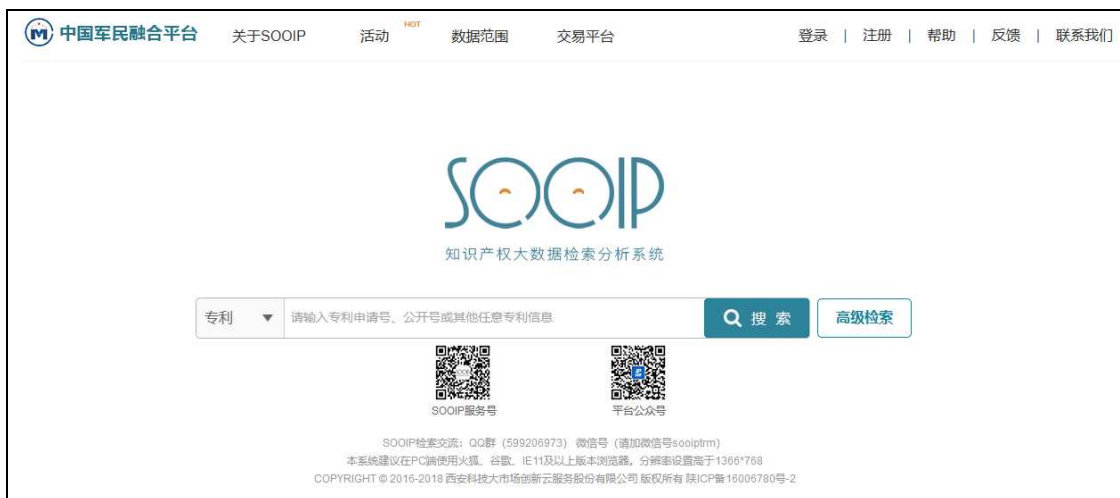 中国军民融合平台 关于SOOIP 活动 HOT 数据范围 交易平台 登录 | 注册 | 帮助 | 反馈 | 联系我们
SOOIP
知识产权大数据检索分析系统
专利 请输入专利申请号、公开号或其他任意专利信息 搜 索 高级检索
SOOIP服务号 平台公众号
SOOIP检索交流：QQ群（599206973） 微信号（请加微信号sooiptrm）
本系统建议在PC端使用火狐、谷歌、IE11及以上版本浏览器。分辨率设置高于1366*768
COPYRIGHT © 2016-2018 西安科技大市场创新云服务股份有限公司 版权所有 陕ICP备16006780号-2